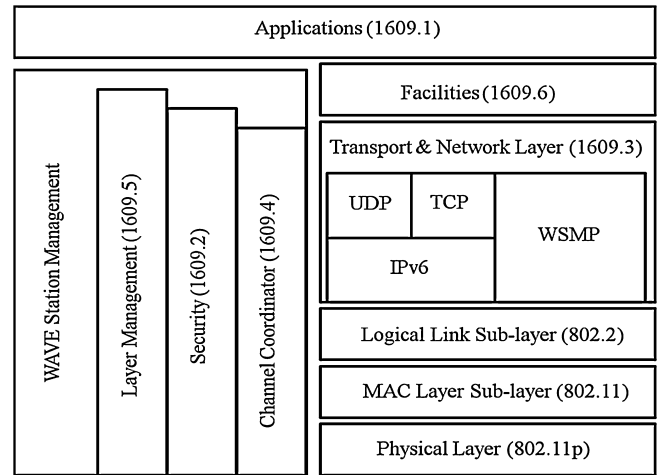 Applications (1609.1)
WAVE Station Management
Layer Management (1609.5)
Security (1609.2)
Channel Coordinator (1609.4)
Facilities (1609.6)
Transport & Network Layer (1609.3)
UDP
TCP
WSMP
IPv6
Logical Link Sub-layer (802.2)
MAC Layer Sub-layer (802.11)
Physical Layer (802.11p)